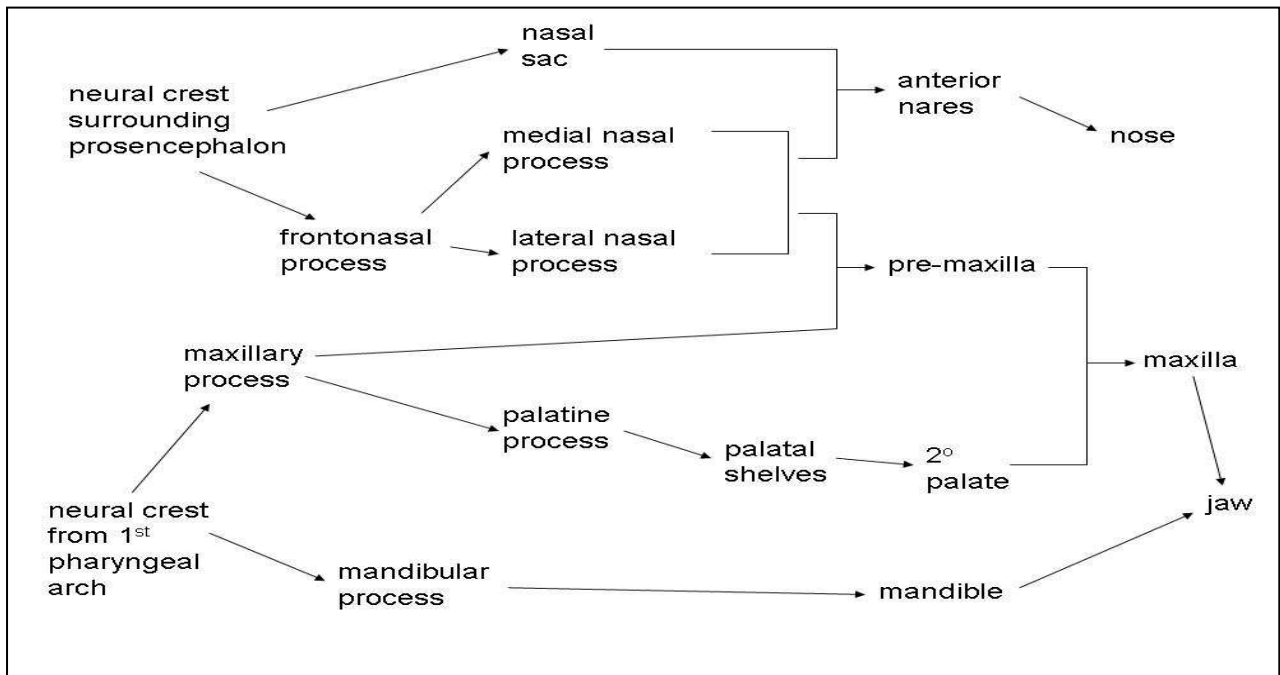 nasal
sac
neural crest
surrounding
prosencephalon
anterior
nares
nose
medial nasal
process
frontonasal
process
lateral nasal
process
pre-maxilla
maxillary
process
maxilla
palatine
process
palatal
shelves
2º
palate
jaw
neural crest
from 1st
pharyngeal
arch
mandibular
process
mandible